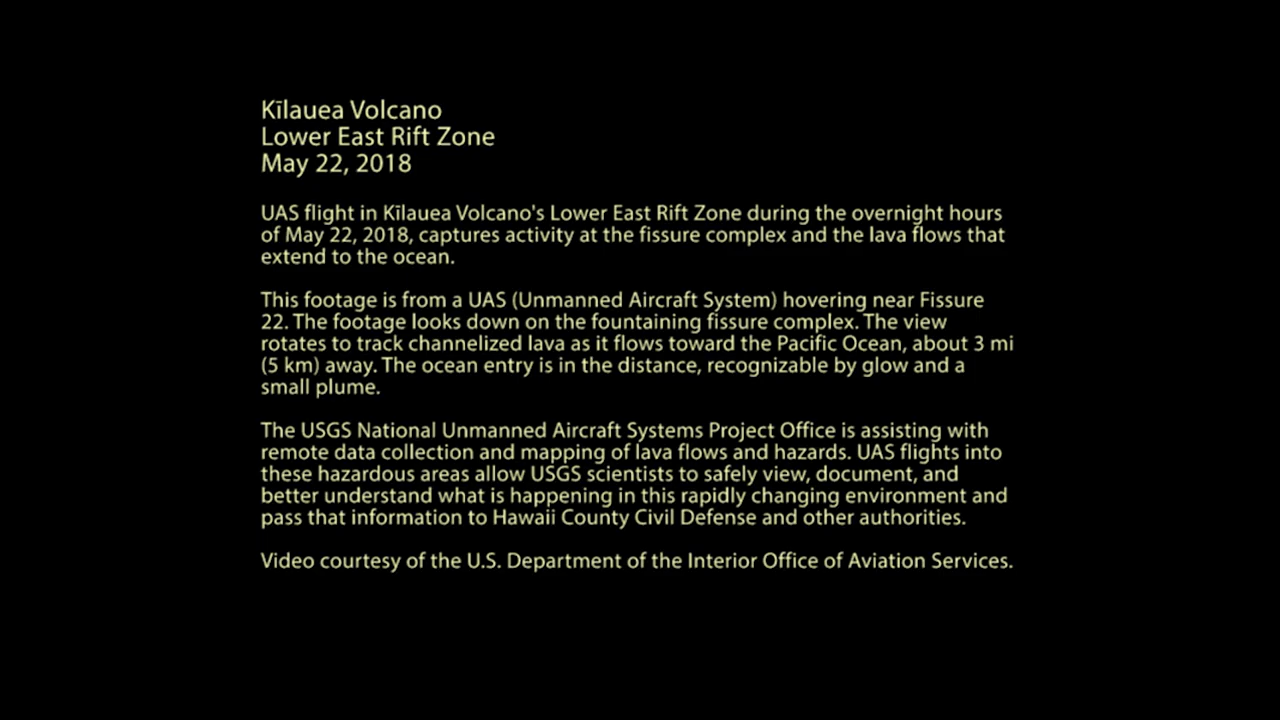 Kīlauea Volcano
Lower East Rift Zone
May 22, 2018
UAS flight in Kīlauea Volcano's Lower East Rift Zone during the overnight hours
of May 22, 2018, captures activity at the fissure complex and the lava flows that
extend to the ocean.
This footage is from a UAS (Unmanned Aircraft System) hovering near Fissure
22. The footage looks down on the fountaining fissure complex. The view
rotates to track channelized lava as it flows toward the Pacific Ocean, about 3 mi
(5 km) away. The ocean entry is in the distance, recognizable by glow and a
small plume.
The USGS National Unmanned Aircraft Systems Project Office is assisting with
remote data collection and mapping of lava flows and hazards. UAS flights into
these hazardous areas allow USGS scientists to safely view, document, and
better understand what is happening in this rapidly changing environment and
pass that information to Hawaii County Civil Defense and other authorities.
Video courtesy of the U.S. Department of the Interior Office of Aviation Services.